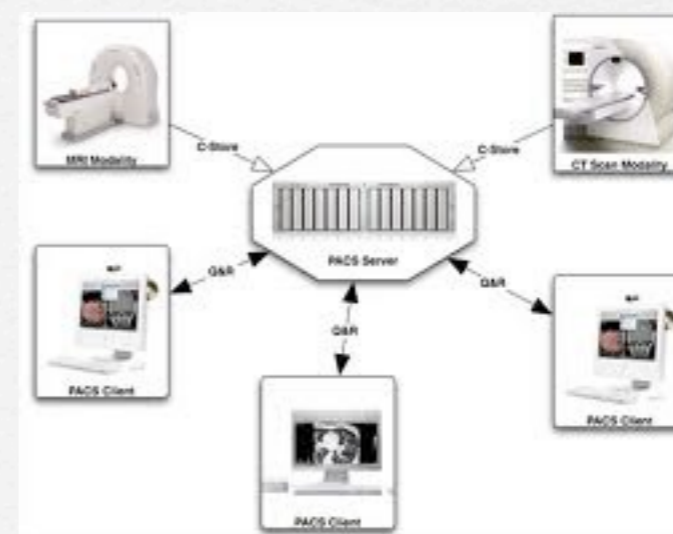 MRI Modality
C-Store
C-Store
CT Scan Modality
PACS Server
Q&R
Q&R
Q&R
PACS Client
PACS Client
PACS Client